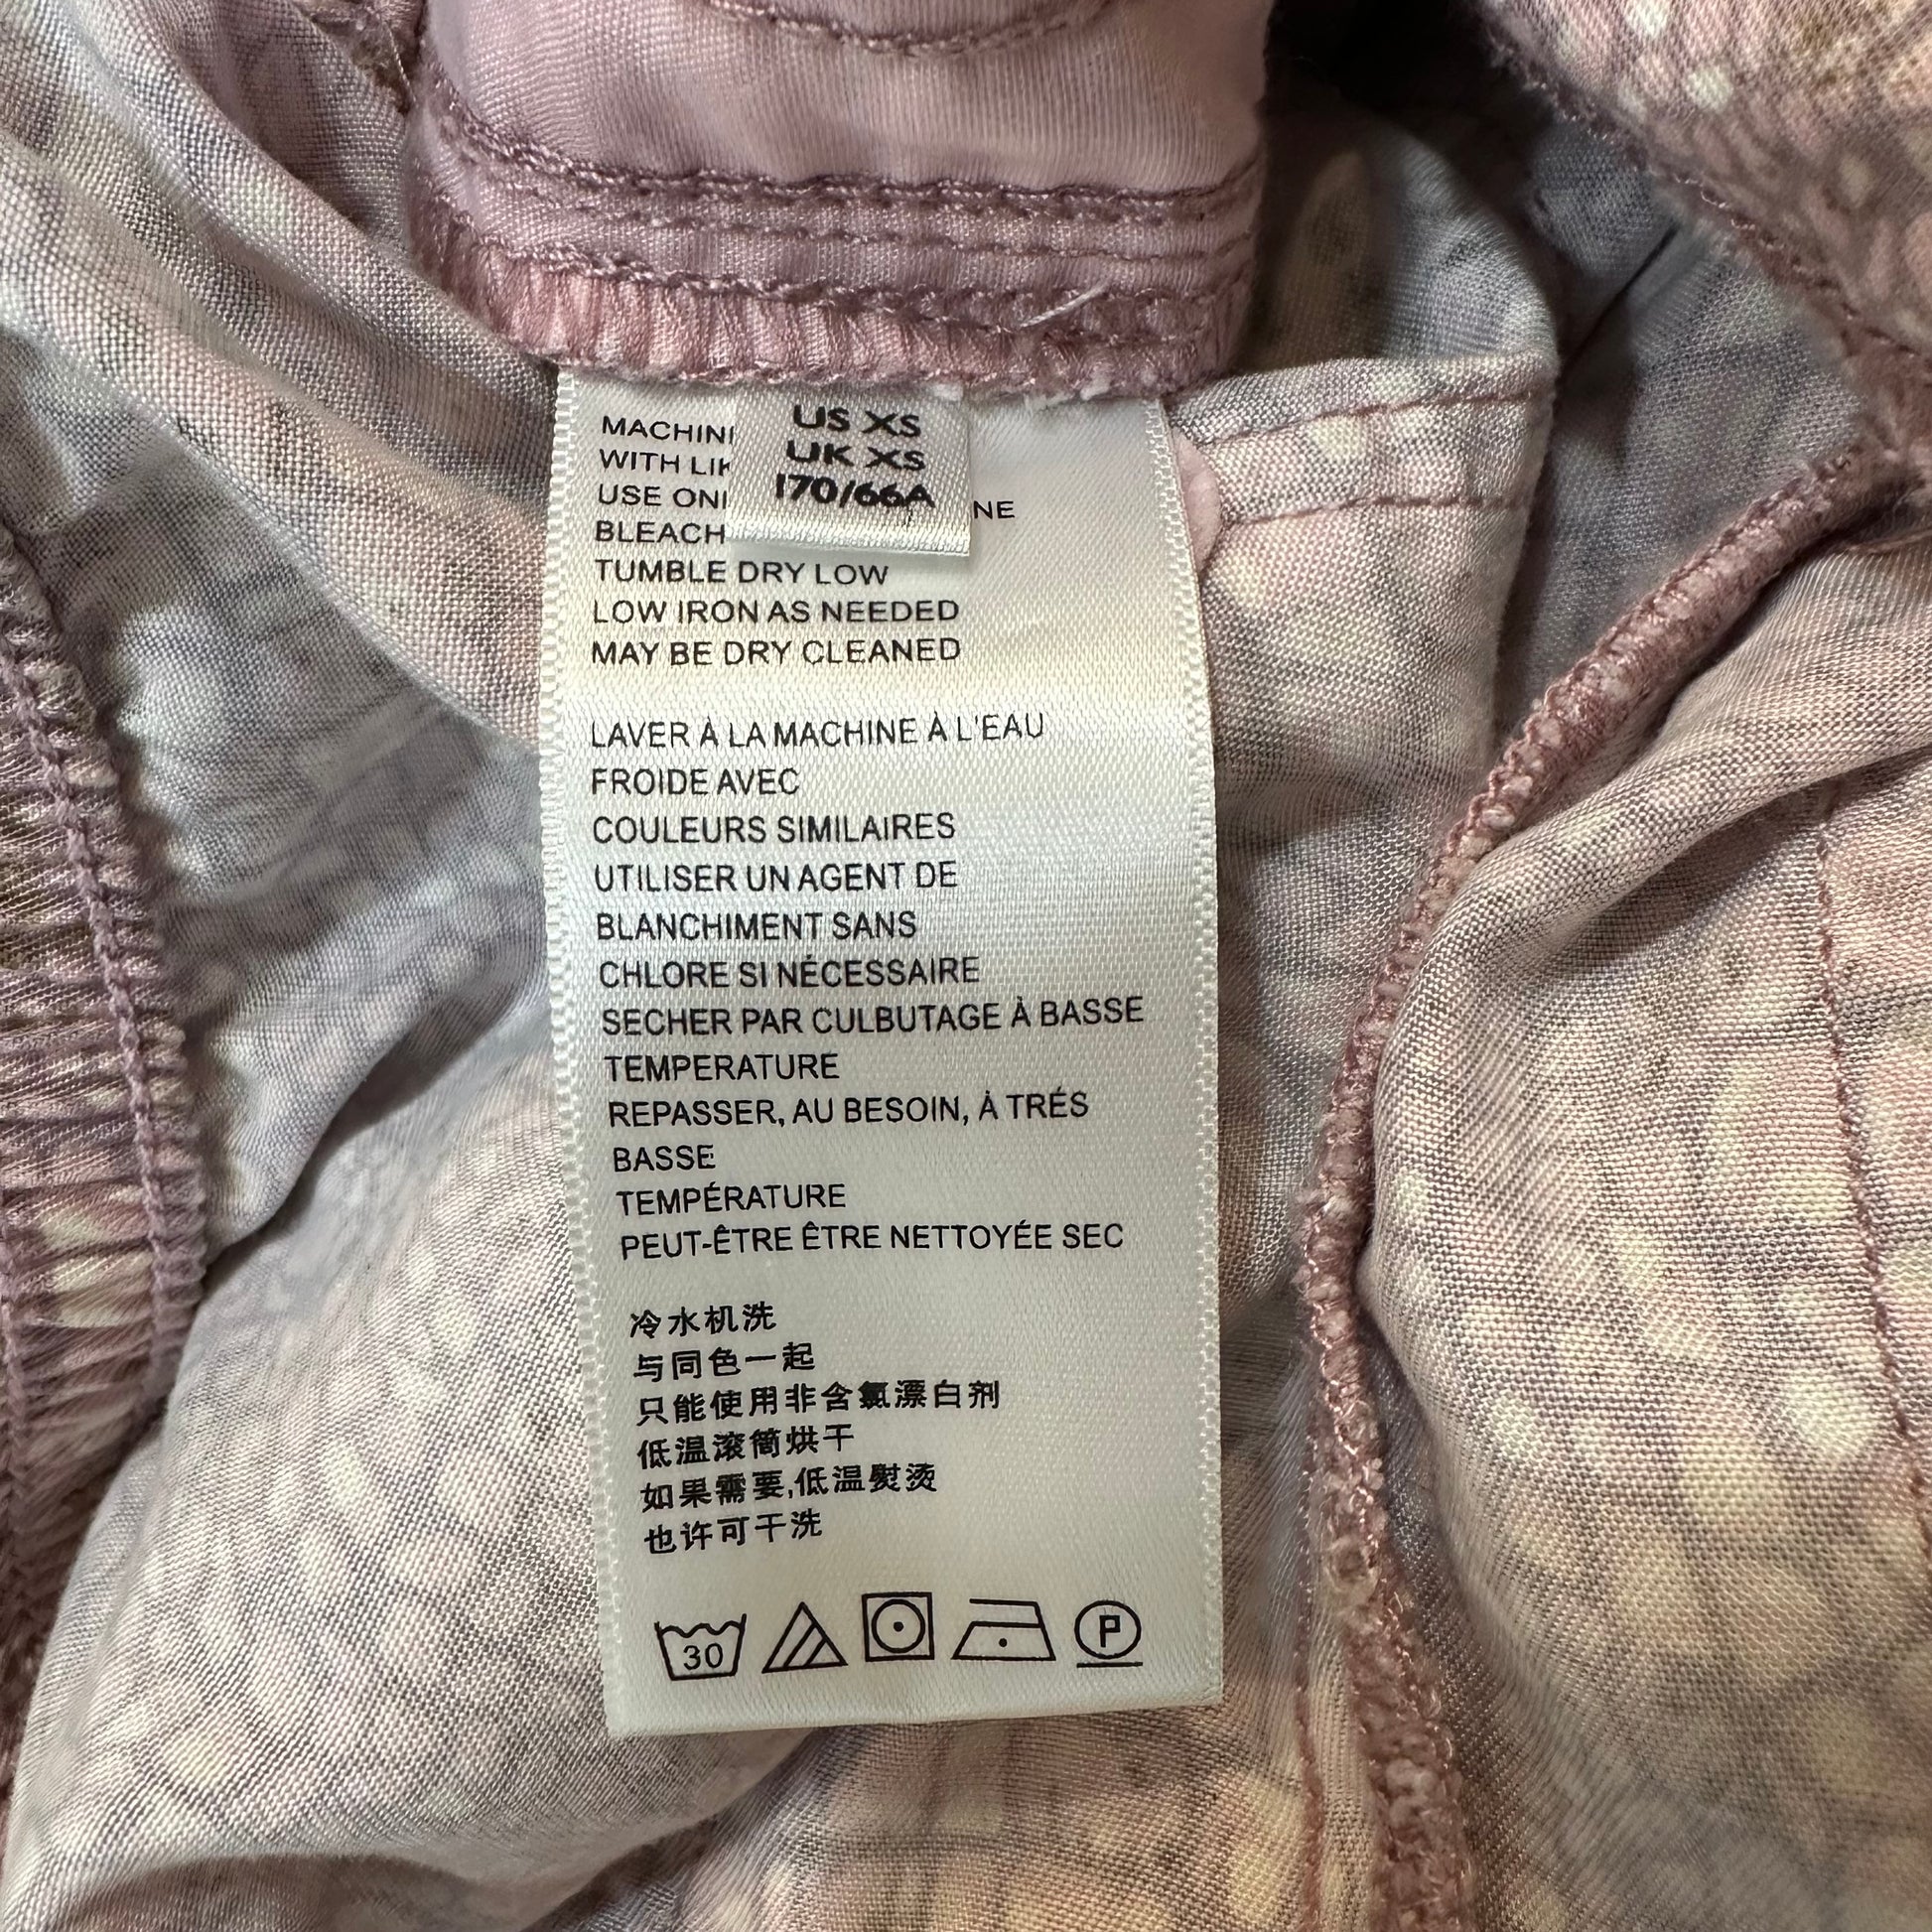 US XS
UK XS
170/66A
MACHIN
WITH LI
USE ON NE
BLEACH
TUMBLE DRY LOW
LOW IRON AS NEEDED
MAY BE DRY CLEANED
LAVER À LA MACHINE À L'EAU
FROIDE AVEC
COULEURS SIMILAIRES
UTILISER UN AGENT DE
BLANCHIMENT SANS
CHLORE SI NÉCESSAIRE
SECHER PAR CULBUTAGE À BASSE
TEMPERATURE
REPASSER, AU BESOIN, À TRÉS
BASSE
TEMPÉRATURE
PEUT-ÊTRE ÊTRE NETTOYÉE SEC
冷水机洗
与同色一起
只能使用非含氯漂白剂
低温滚筒烘干
如果需要,低温熨烫
也许可干洗
30 P